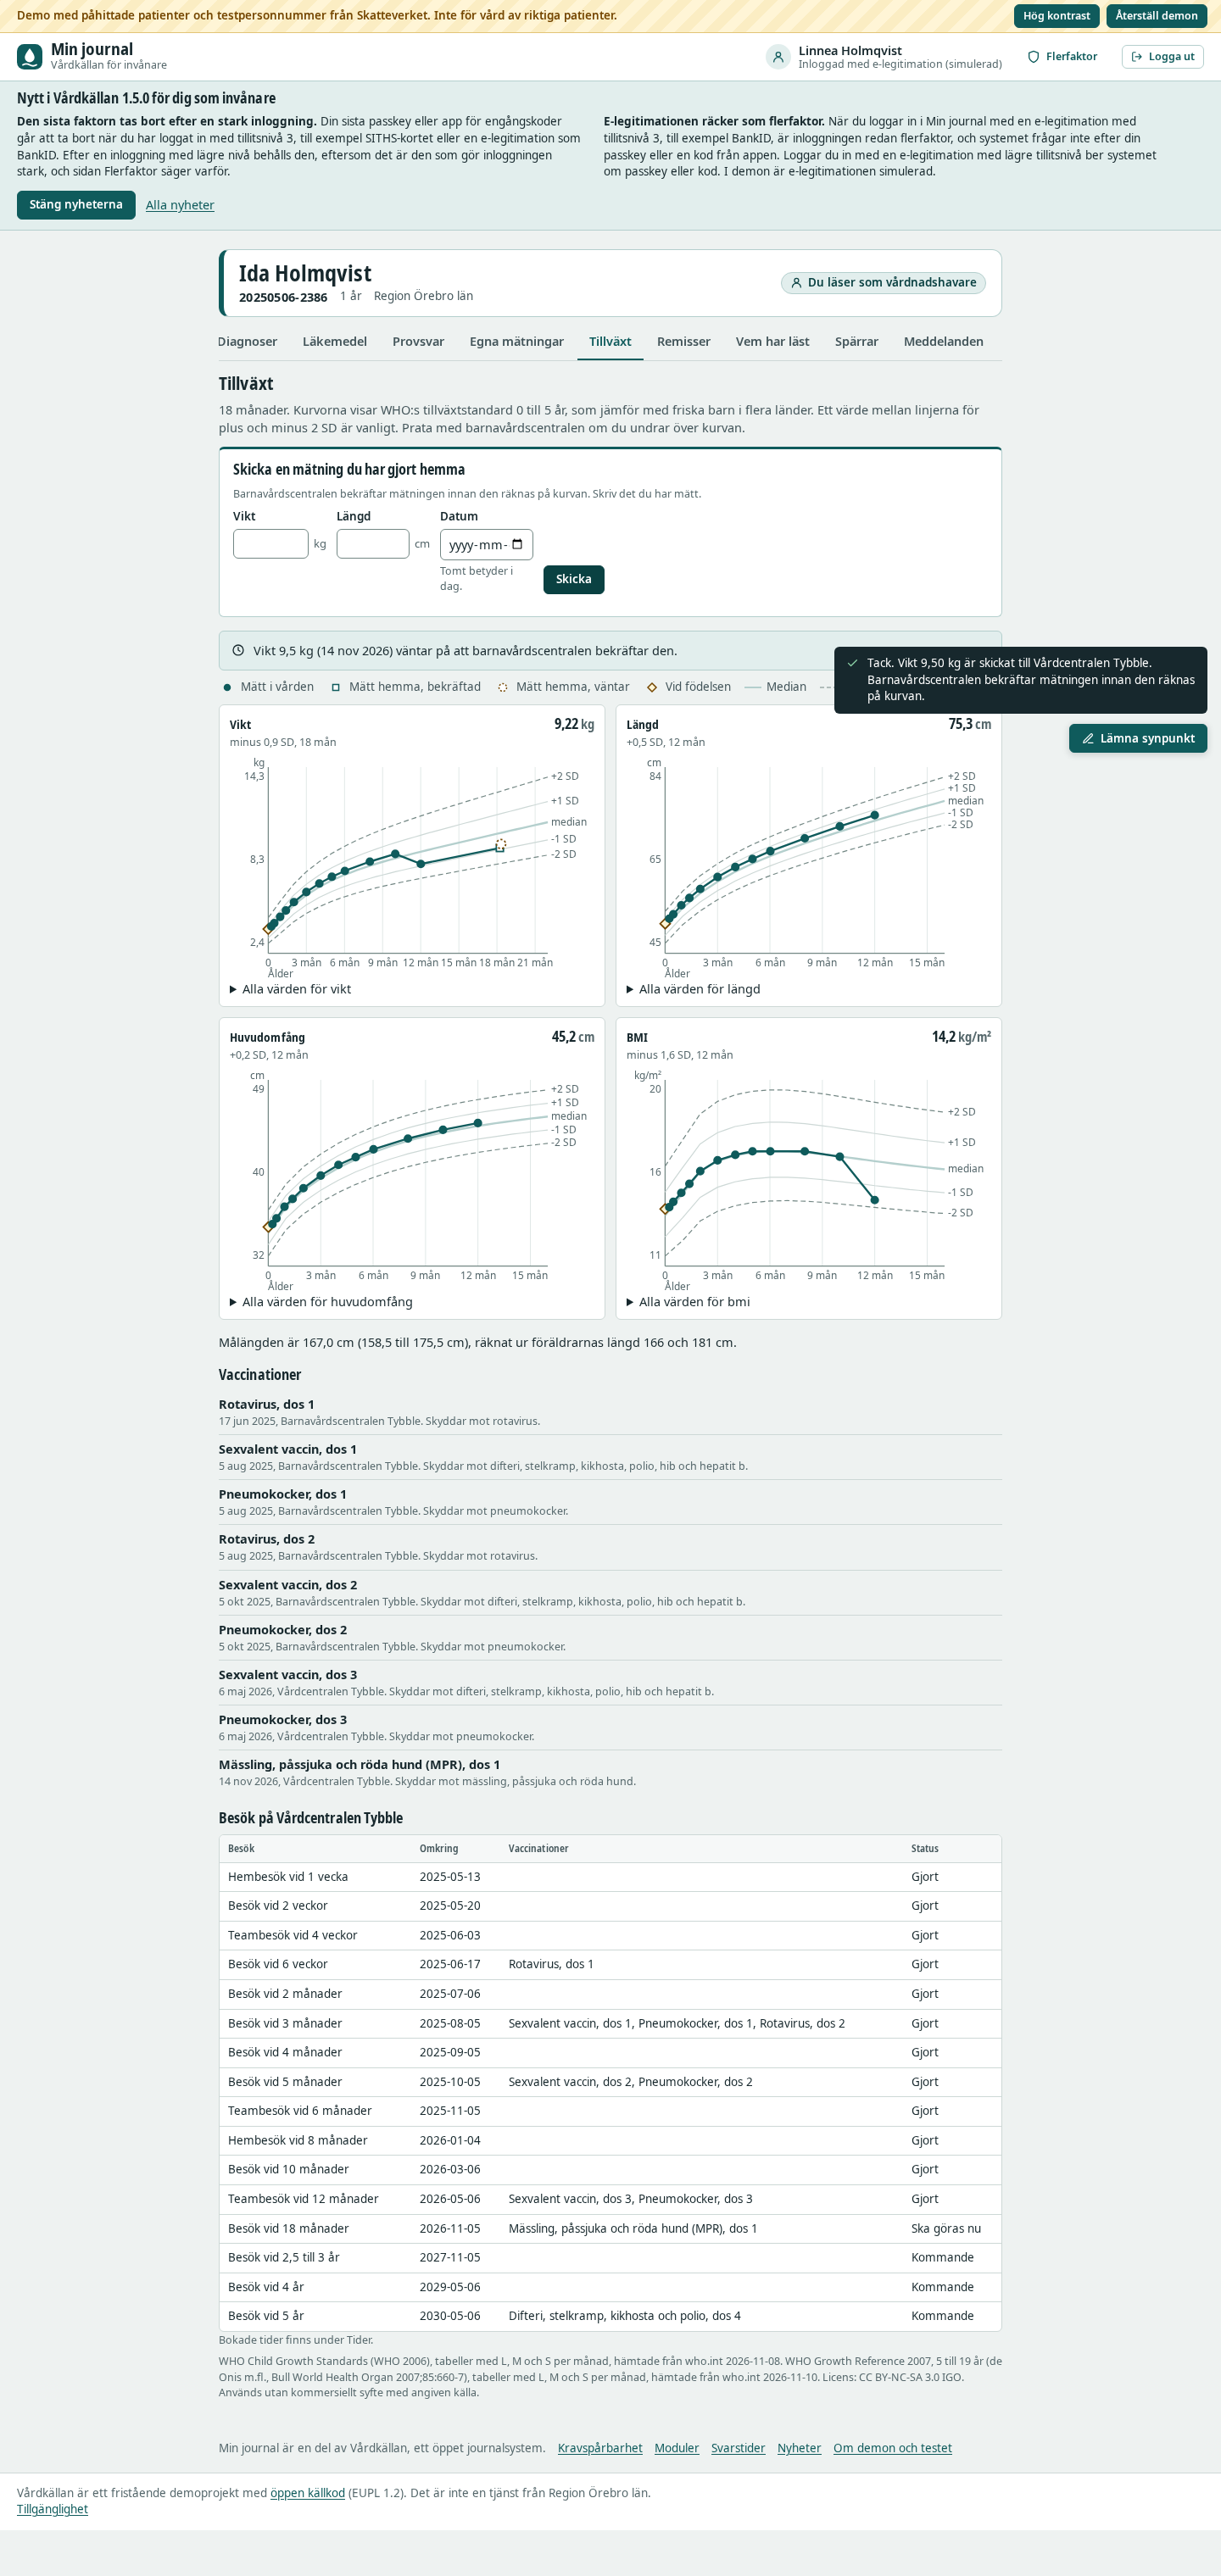 Demo med påhittade patienter och testpersonnummer från Skatteverket. Inte för vård av riktiga patienter.
Hög kontrast
Återställ demon
Min journal
Vårdkällan för invånare
Linnea Holmqvist
Inloggad med e-legitimation (simulerad)
Flerfaktor
Logga ut
Nytt i Vårdkällan 1.5.0 för dig som invånare
Den sista faktorn tas bort efter en stark inloggning. Din sista passkey eller app för engångskoder
går att ta bort när du har loggat in med tillitsnivå 3, till exempel SITHS-kortet eller en e-legitimation som
BankID. Efter en inloggning med lägre nivå behålls den, eftersom det är den som gör inloggningen
stark, och sidan Flerfaktor säger varför.
E-legitimationen räcker som flerfaktor. När du loggar in i Min journal med en e-legitimation med
tillitsnivå 3, till exempel BankID, är inloggningen redan flerfaktor, och systemet frågar inte efter din
passkey eller en kod från appen. Loggar du in med en e-legitimation med lägre tillitsnivå ber systemet
om passkey eller kod. I demon är e-legitimationen simulerad.
Stäng nyheterna
Alla nyheter
Ida Holmqvist
20250506-2386 1 år Region Örebro län
Du läser som vårdnadshavare
Diagnoser Läkemedel Provsvar Egna mätningar Tillväxt Remisser Vem har läst Spärrar Meddelanden
Tillväxt
18 månader. Kurvorna visar WHO:s tillväxtstandard 0 till 5 år, som jämför med friska barn i flera länder. Ett värde mellan linjerna för
plus och minus 2 SD är vanligt. Prata med barnavårdscentralen om du undrar över kurvan.
Skicka en mätning du har gjort hemma
Barnavårdscentralen bekräftar mätningen innan den räknas på kurvan. Skriv det du har mätt.
Vikt Längd Datum
kg cm yyyy-mm-
Tomt betyder i
dag.
Skicka
Vikt 9,5 kg (14 nov 2026) väntar på att barnavårdscentralen bekräftar den.
Tack. Vikt 9,50 kg är skickat till Vårdcentralen Tybble.
Barnavårdscentralen bekräftar mätningen innan den räknas
på kurvan.
Mätt i vården Mätt hemma, bekräftad Mätt hemma, väntar Vid födelsen Median
Lämna synpunkt
Vikt 9,22 kg
minus 0,9 SD, 18 mån
kg
14,3
8,3
2,4
+2 SD
+1 SD
median
-1 SD
-2 SD
0 3 mån 6 mån 9 mån 12 mån 15 mån 18 mån 21 mån
Ålder
Alla värden för vikt
Längd 75,3 cm
+0,5 SD, 12 mån
cm
84
65
45
+2 SD
+1 SD
median
-1 SD
-2 SD
0 3 mån 6 mån 9 mån 12 mån 15 mån
Ålder
Alla värden för längd
Huvudomfång 45,2 cm
+0,2 SD, 12 mån
cm
49
40
32
+2 SD
+1 SD
median
-1 SD
-2 SD
0 3 mån 6 mån 9 mån 12 mån 15 mån
Ålder
Alla värden för huvudomfång
BMI 14,2 kg/m²
minus 1,6 SD, 12 mån
kg/m²
20
16
11
+2 SD
+1 SD
median
-1 SD
-2 SD
0 3 mån 6 mån 9 mån 12 mån 15 mån
Ålder
Alla värden för bmi
Målängden är 167,0 cm (158,5 till 175,5 cm), räknat ur föräldrarnas längd 166 och 181 cm.
Vaccinationer
Rotavirus, dos 1
17 jun 2025, Barnavårdscentralen Tybble. Skyddar mot rotavirus.
Sexvalent vaccin, dos 1
5 aug 2025, Barnavårdscentralen Tybble. Skyddar mot difteri, stelkramp, kikhosta, polio, hib och hepatit b.
Pneumokocker, dos 1
5 aug 2025, Barnavårdscentralen Tybble. Skyddar mot pneumokocker.
Rotavirus, dos 2
5 aug 2025, Barnavårdscentralen Tybble. Skyddar mot rotavirus.
Sexvalent vaccin, dos 2
5 okt 2025, Barnavårdscentralen Tybble. Skyddar mot difteri, stelkramp, kikhosta, polio, hib och hepatit b.
Pneumokocker, dos 2
5 okt 2025, Barnavårdscentralen Tybble. Skyddar mot pneumokocker.
Sexvalent vaccin, dos 3
6 maj 2026, Vårdcentralen Tybble. Skyddar mot difteri, stelkramp, kikhosta, polio, hib och hepatit b.
Pneumokocker, dos 3
6 maj 2026, Vårdcentralen Tybble. Skyddar mot pneumokocker.
Mässling, påssjuka och röda hund (MPR), dos 1
14 nov 2026, Vårdcentralen Tybble. Skyddar mot mässling, påssjuka och röda hund.
Besök på Vårdcentralen Tybble
Besök Omkring Vaccinationer Status
Hembesök vid 1 vecka 2025-05-13 Gjort
Besök vid 2 veckor 2025-05-20 Gjort
Teambesök vid 4 veckor 2025-06-03 Gjort
Besök vid 6 veckor 2025-06-17 Rotavirus, dos 1 Gjort
Besök vid 2 månader 2025-07-06 Gjort
Besök vid 3 månader 2025-08-05 Sexvalent vaccin, dos 1, Pneumokocker, dos 1, Rotavirus, dos 2 Gjort
Besök vid 4 månader 2025-09-05 Gjort
Besök vid 5 månader 2025-10-05 Sexvalent vaccin, dos 2, Pneumokocker, dos 2 Gjort
Teambesök vid 6 månader 2025-11-05 Gjort
Hembesök vid 8 månader 2026-01-04 Gjort
Besök vid 10 månader 2026-03-06 Gjort
Teambesök vid 12 månader 2026-05-06 Sexvalent vaccin, dos 3, Pneumokocker, dos 3 Gjort
Besök vid 18 månader 2026-11-05 Mässling, påssjuka och röda hund (MPR), dos 1 Ska göras nu
Besök vid 2,5 till 3 år 2027-11-05 Kommande
Besök vid 4 år 2029-05-06 Kommande
Besök vid 5 år 2030-05-06 Difteri, stelkramp, kikhosta och polio, dos 4 Kommande
Bokade tider finns under Tider.
WHO Child Growth Standards (WHO 2006), tabeller med L, M och S per månad, hämtade från who.int 2026-11-08. WHO Growth Reference 2007, 5 till 19 år (de
Onis m.fl., Bull World Health Organ 2007;85:660-7), tabeller med L, M och S per månad, hämtade från who.int 2026-11-10. Licens: CC BY-NC-SA 3.0 IGO.
Används utan kommersiellt syfte med angiven källa.
Min journal är en del av Vårdkällan, ett öppet journalsystem. Kravspårbarhet Moduler Svarstider Nyheter Om demon och testet
Vårdkällan är ett fristående demoprojekt med öppen källkod (EUPL 1.2). Det är inte en tjänst från Region Örebro län.
Tillgänglighet